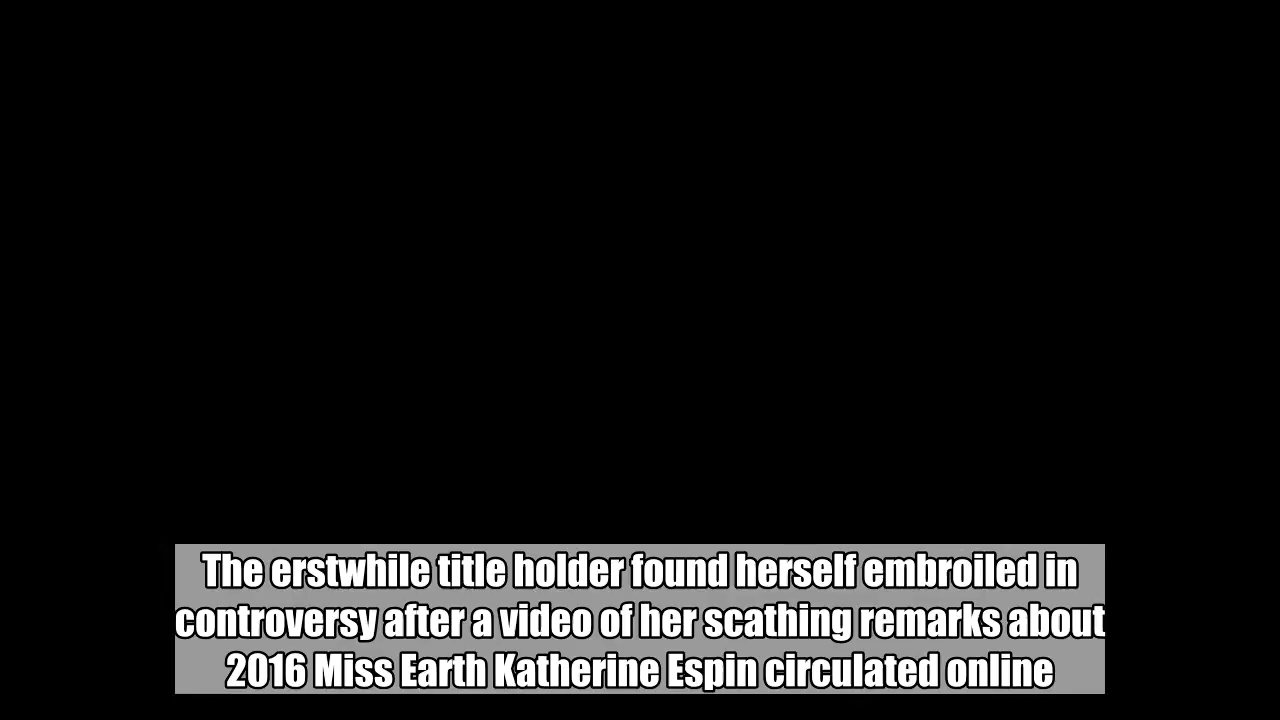 The erstwhile title holder found herself embroiled in
controversy after a video of her scathing remarks about
2016 Miss Earth Katherine Espin circulated online